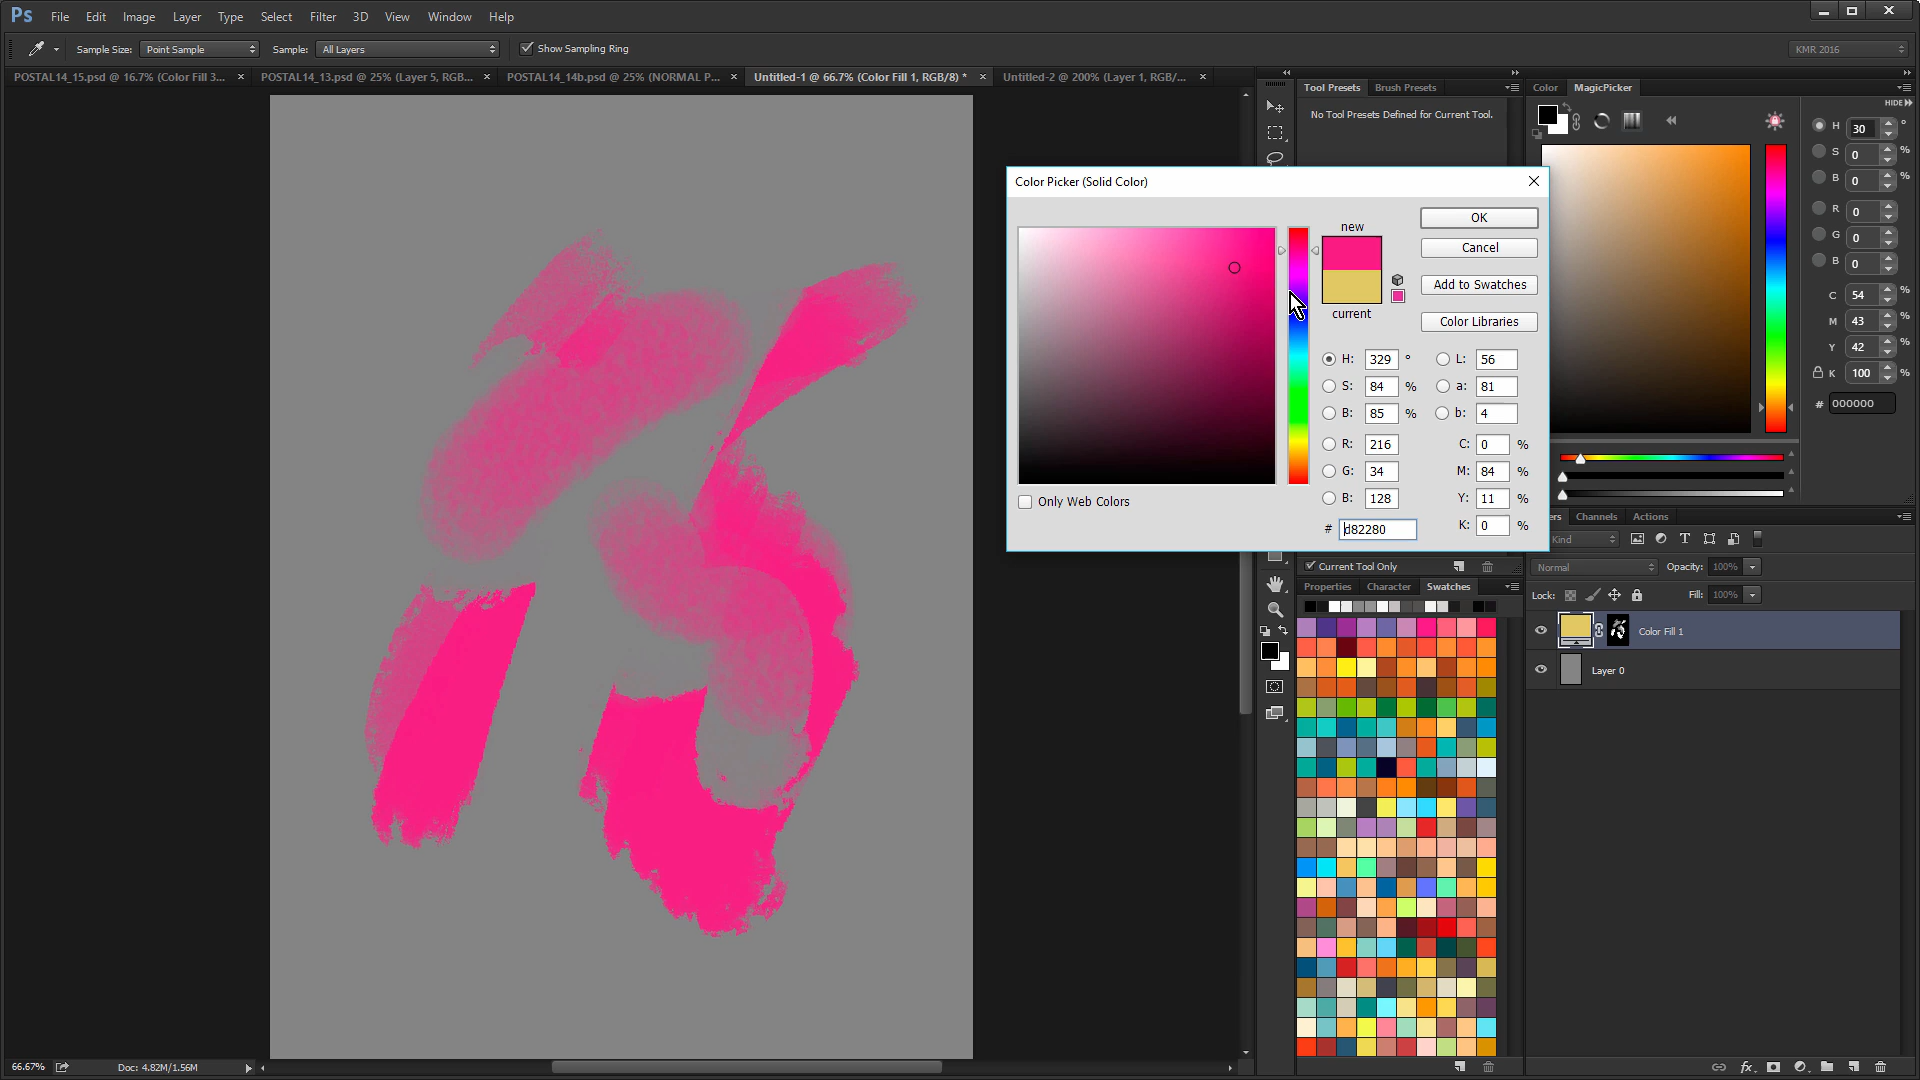 Ps File Edit Image Layer Type Select Filter 3D View Window Help
Sample Size: Point Sample Sample: All Layers Show Sampling Ring KMR 2016
POSTAL14_15.psd @ 16.7% (Color Fill 3... × POSTAL14_13.psd @ 25% (Layer 5, RGB... × POSTAL14_14b.psd @ 25% (NORMAL P... × Untitled-1 @ 66.7% (Color Fill 1, RGB/8) * × Untitled-2 @ 200% (Layer 1, RGB/... ×
Tool Presets Brush Presets
No Tool Presets Defined for Current Tool.
Color MagicPicker
HIDE
H 30 °
S 0 %
B 0 %
R 0
G 0
B 0
C 54 %
M 43 %
Y 42 %
K 100 %
# 000000
Color Picker (Solid Color)
new
current
OK
Cancel
Add to Swatches
Color Libraries
H: 329 ° L: 56
S: 84 % a: 81
B: 85 % b: 4
R: 216 C: 0 %
G: 34 M: 84 %
B: 128 Y: 11 %
# d82280 K: 0 %
Only Web Colors
Current Tool Only
Properties Character Swatches
ers Channels Actions
Kind
Normal Opacity: 100%
Lock: Fill: 100%
Color Fill 1
Layer 0
66.67% Doc: 4.82M/1.56M
fx